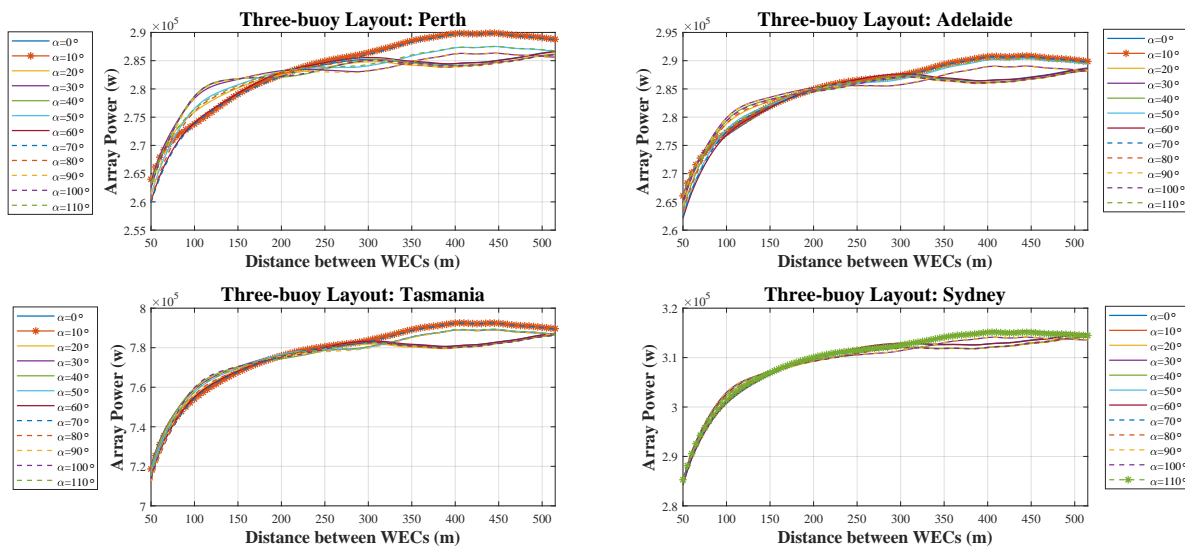 Three-buoy Layout: Perth
×10⁵
α=0°
α=10°
α=20°
α=30°
α=40°
α=50°
α=60°
α=70°
α=80°
α=90°
α=100°
α=110°
Array Power (w)
2.9
2.85
2.8
2.75
2.7
2.65
2.6
2.55
50 100 150 200 250 300 350 400 450 500
Distance between WECs (m)
Three-buoy Layout: Adelaide
×10⁵
Array Power (w)
2.95
2.9
2.85
2.8
2.75
2.7
2.65
2.6
50 100 150 200 250 300 350 400 450 500
Distance between WECs (m)
α=0°
α=10°
α=20°
α=30°
α=40°
α=50°
α=60°
α=70°
α=80°
α=90°
α=100°
α=110°
Three-buoy Layout: Tasmania
×10⁵
α=0°
α=10°
α=20°
α=30°
α=40°
α=50°
α=60°
α=70°
α=80°
α=90°
α=100°
α=110°
Array Power (w)
8
7.8
7.6
7.4
7.2
7
50 100 150 200 250 300 350 400 450 500
Distance between WECs (m)
Three-buoy Layout: Sydney
×10⁵
Array Power (w)
3.2
3.1
3
2.9
2.8
50 100 150 200 250 300 350 400 450 500
Distance between WECs (m)
α=0°
α=10°
α=20°
α=30°
α=40°
α=50°
α=60°
α=70°
α=80°
α=90°
α=100°
α=110°